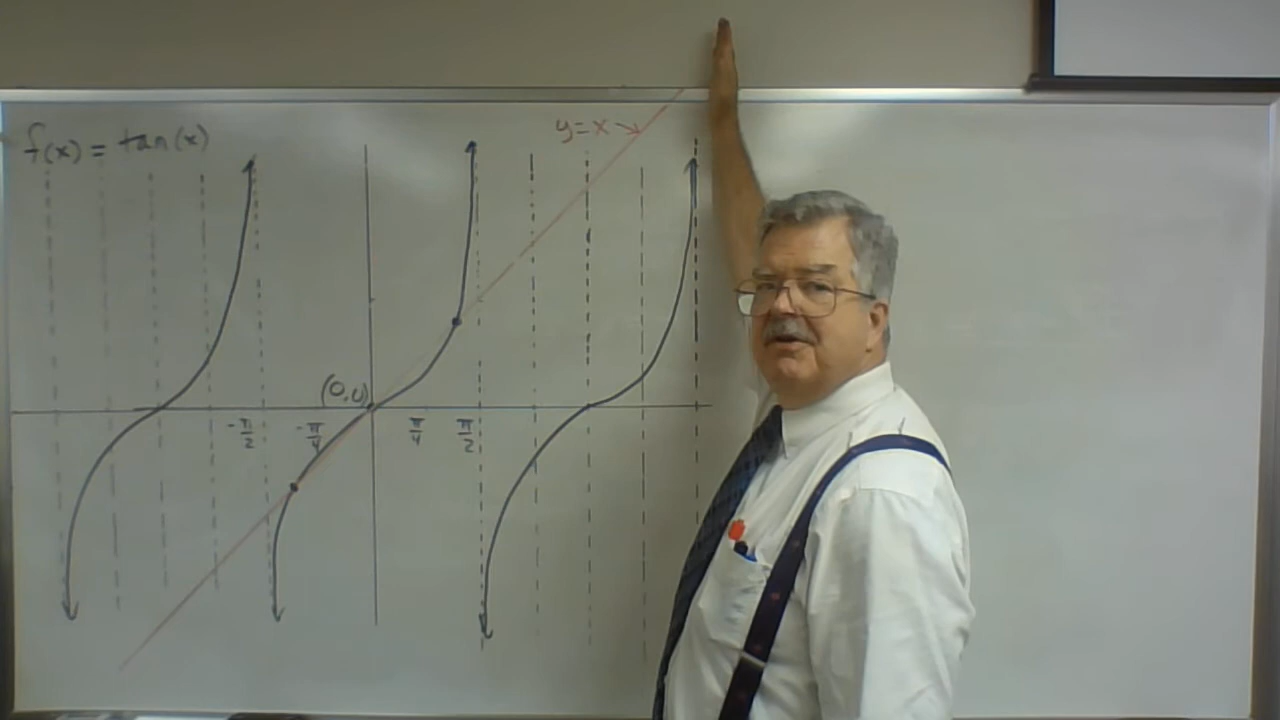 f(x) = tan(x)
y=x
(0,0)
-π/2 -π/4 π/4 π/2